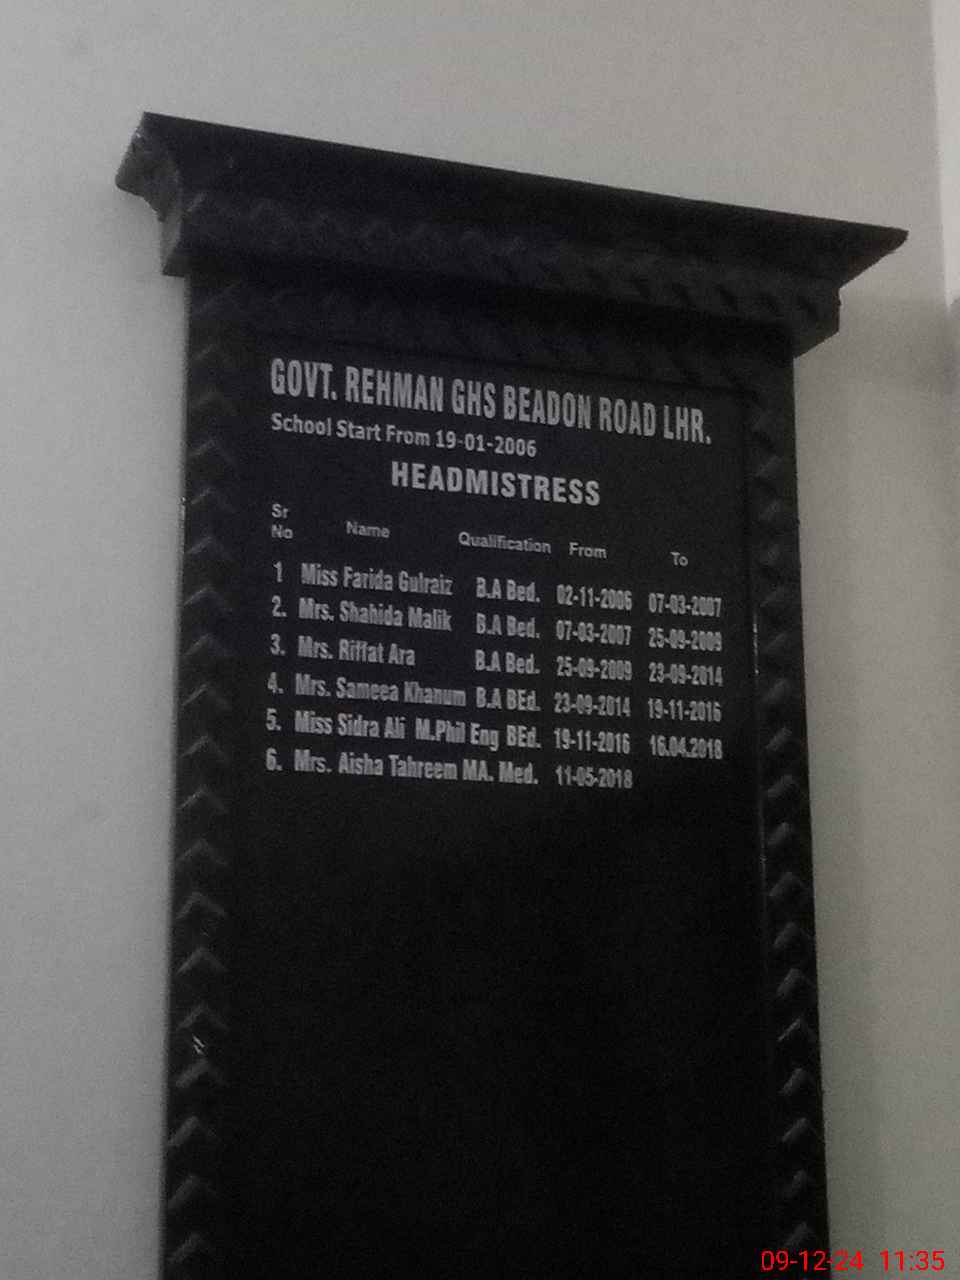 GOVT. REHMAN GHS BEADON ROAD LHR.
School Start From 19-01-2006
HEADMISTRESS
Sr No Name Qualification From To
1 Miss Farida Gulraiz B.A Bed. 02-11-2006 07-03-2007
2. Mrs. Shahida Malik B.A Bed. 07-03-2007 25-09-2009
3. Mrs. Riffat Ara B.A Bed. 25-09-2009 23-09-2014
4. Mrs. Sameea Khanum B.A BEd. 23-09-2014 19-11-2016
5. Miss Sidra Ali M.Phil Eng BEd. 19-11-2016 16.04.2018
6. Mrs. Aisha Tahreem MA. Med. 11-05-2018
09-12-24 11:35